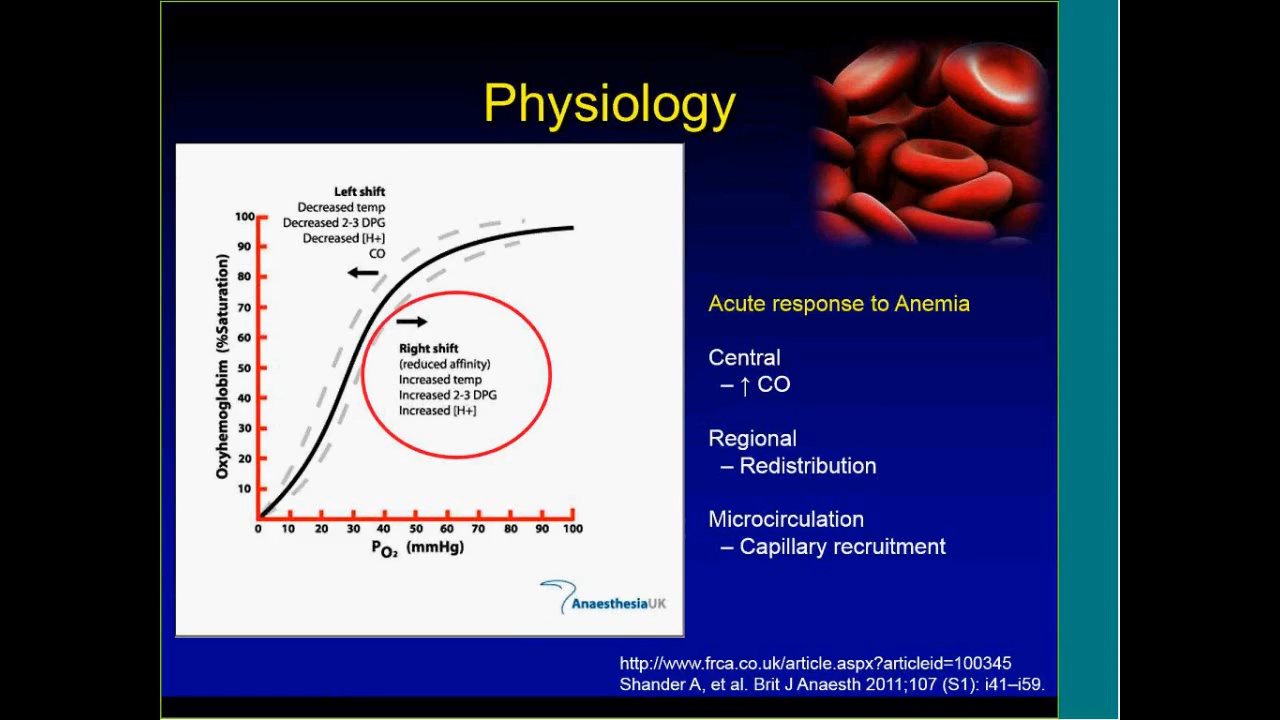 Physiology
Left shift
Decreased temp
Decreased 2-3 DPG
Decreased [H+]
CO
Right shift
(reduced affinity)
Increased temp
Increased 2-3 DPG
Increased [H+]
Oxyhemoglobim (%Saturation)
100
90
80
70
60
50
40
30
20
10
0 10 20 30 40 50 60 70 80 90 100
PO₂ (mmHg)
AnaesthesiaUK
Acute response to Anemia
Central
– ↑ CO
Regional
– Redistribution
Microcirculation
– Capillary recruitment
http://www.frca.co.uk/article.aspx?articleid=100345
Shander A, et al. Brit J Anaesth 2011;107 (S1): i41–i59.